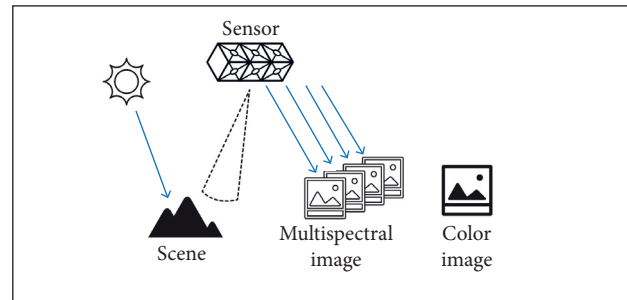 Sensor
Scene
Multispectral
image
Color
image